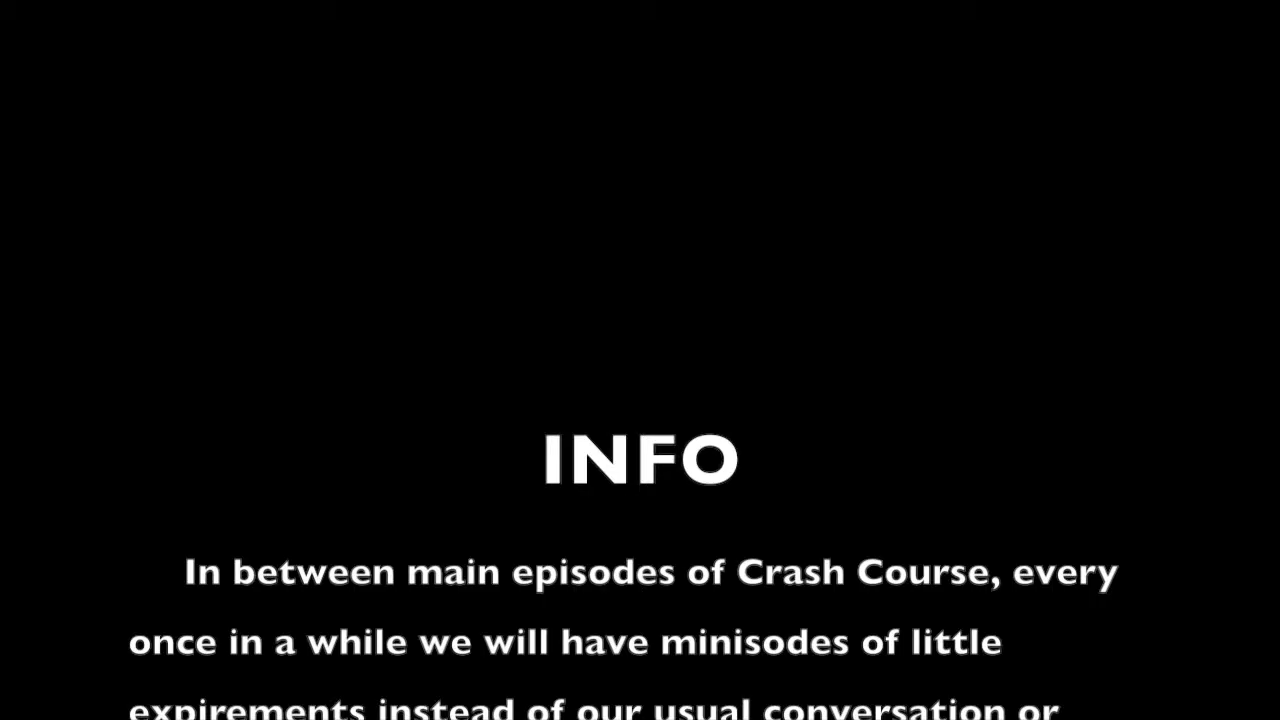 INFO
In between main episodes of Crash Course, every
once in a while we will have minisodes of little
expirements instead of our usual conversation or